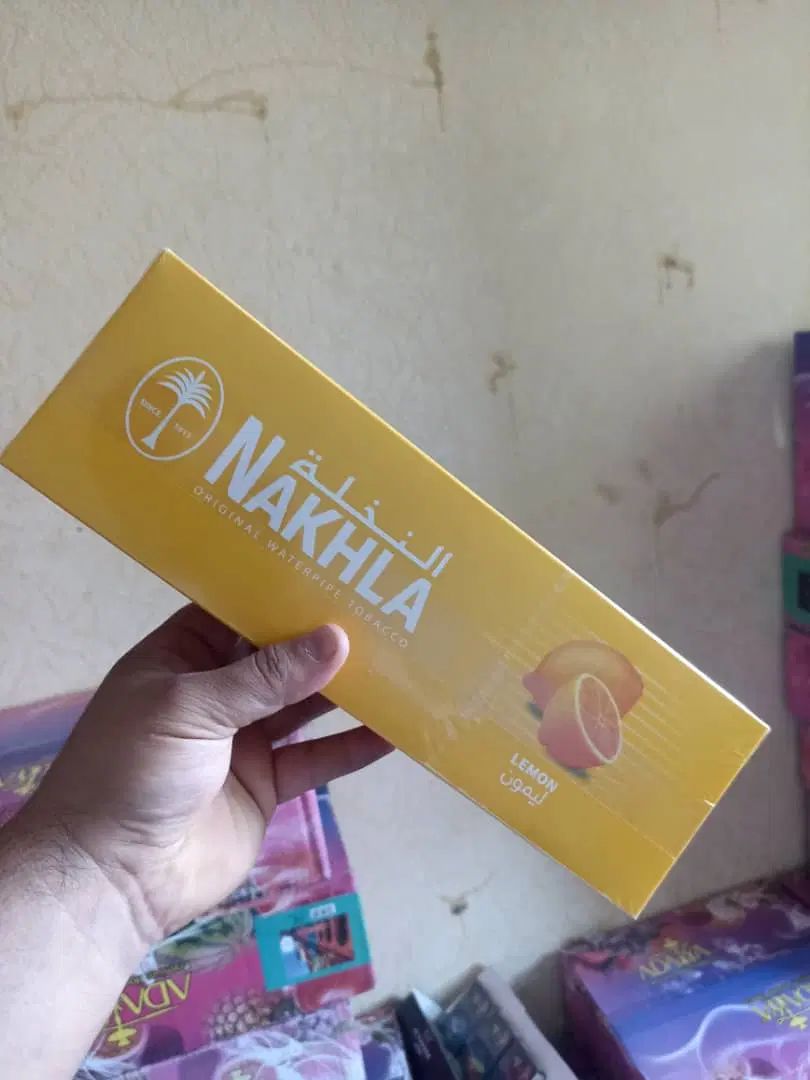 SINCE 1913
النخلة
NAKHLA
ORIGINAL WATERPIPE TOBACCO
LEMON
ليمون
ADALYA
ADALYA